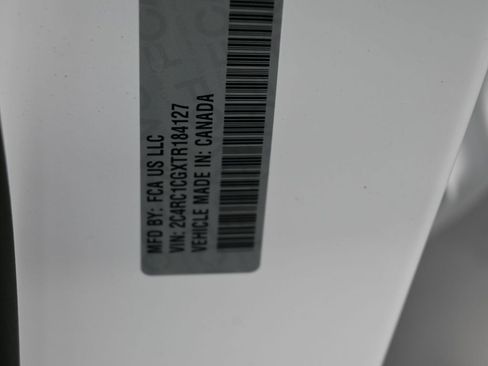 MFD BY: FCA US LLC
VIN: 2C4RC1CGXTR184127
VEHICLE MADE IN: CANADA